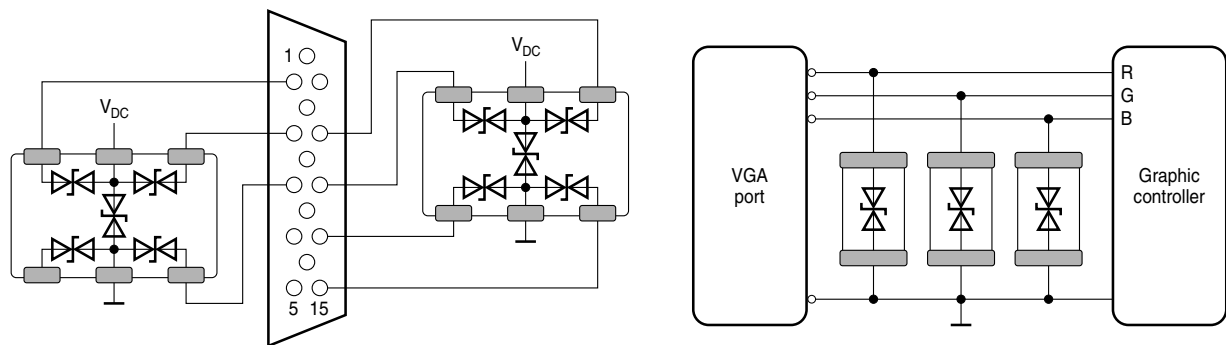 1
V_DC
5 15
V_DC
VGA
port
R
G
B
Graphic
controller